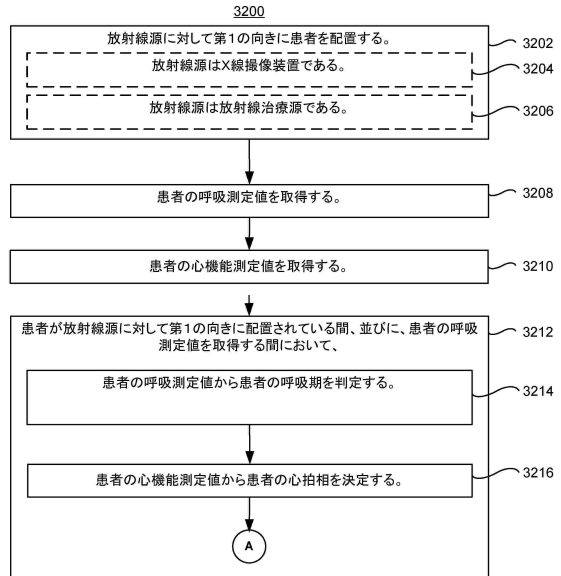 3200
放射線源に対して第1の向きに患者を配置する。
3202
放射線源はX線撮像装置である。
3204
放射線源は放射線治療源である。
3206
患者の呼吸測定値を取得する。
3208
患者の心機能測定値を取得する。
3210
患者が放射線源に対して第1の向きに配置されている間、並びに、患者の呼吸
測定値を取得する間において、
3212
患者の呼吸測定値から患者の呼吸期を判定する。
3214
患者の心機能測定値から患者の心拍相を決定する。
3216
A